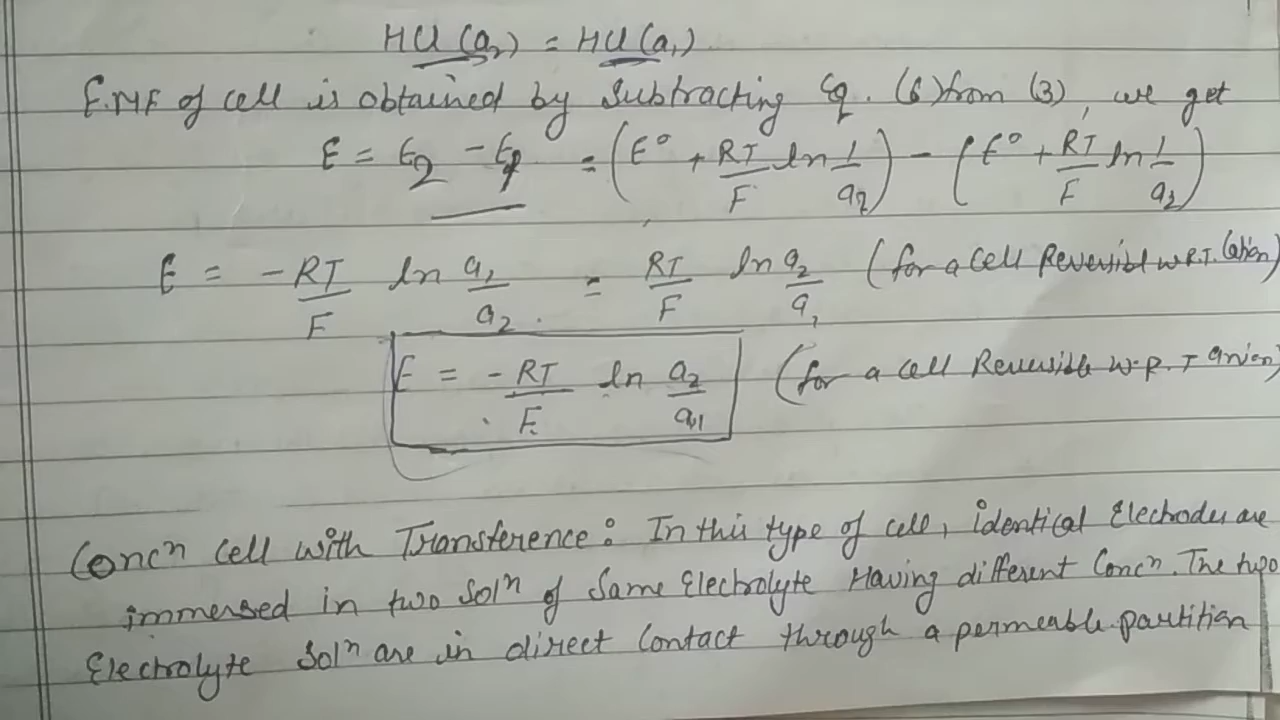 HCl (a₂) = HCl (a₁)
E.MF of cell is obtained by Subtracting Eq. (6) from (3), we get
E = E₂ - E₁ = (E° + RT/F ln 1/a₂) - (E° + RT/F ln 1/a₂)
E = -RT/F ln a₁/a₂ = RT/F ln a₂/a₁ (for a cell Reversible W.R.T. Cation)
E = -RT/F ln a₂/a₁ (for a cell Reversible W.R.T anion)
Concⁿ cell with Transference: In this type of cell, identical Electrodes are
immersed in two Solⁿ of Same Electrolyte Having different Concⁿ. The two
Electrolyte Solⁿ are in direct Contact through a permeable partition